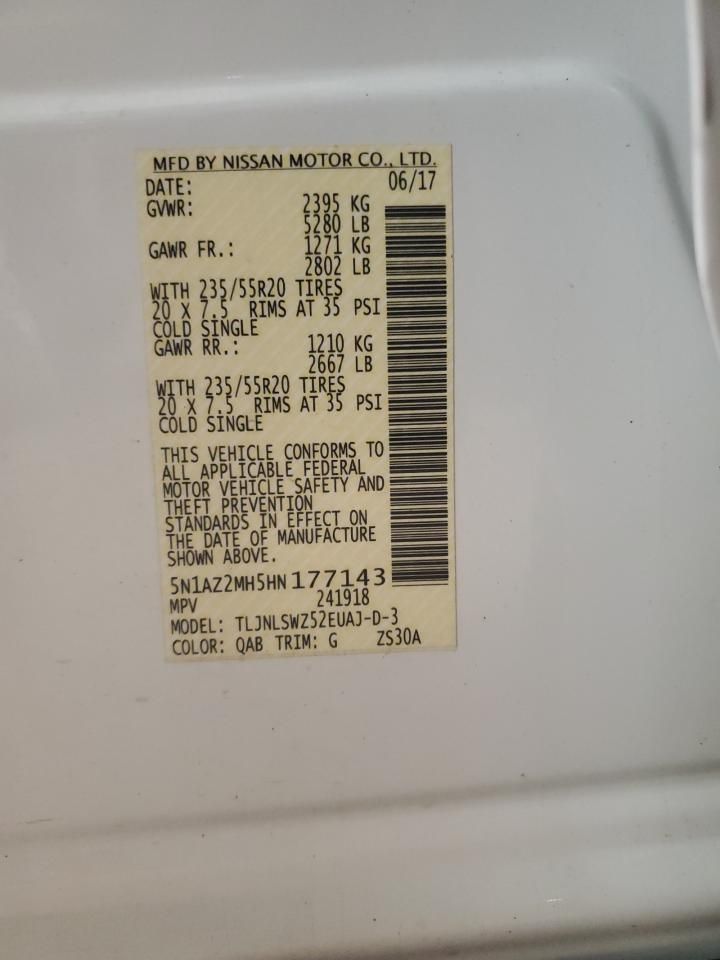 MFD BY NISSAN MOTOR CO., LTD.
DATE: 06/17
GVWR: 2395 KG
5280 LB
GAWR FR.: 1271 KG
2802 LB
WITH 235/55R20 TIRES
20 X 7.5 RIMS AT 35 PSI
COLD SINGLE
GAWR RR.: 1210 KG
2667 LB
WITH 235/55R20 TIRES
20 X 7.5 RIMS AT 35 PSI
COLD SINGLE
THIS VEHICLE CONFORMS TO
ALL APPLICABLE FEDERAL
MOTOR VEHICLE SAFETY AND
THEFT PREVENTION
STANDARDS IN EFFECT ON
THE DATE OF MANUFACTURE
SHOWN ABOVE.
5N1AZ2MH5HN177143
MPV 241918
MODEL: TLJNLSWZ52EUAJ-D-3
COLOR: QAB TRIM: G ZS30A